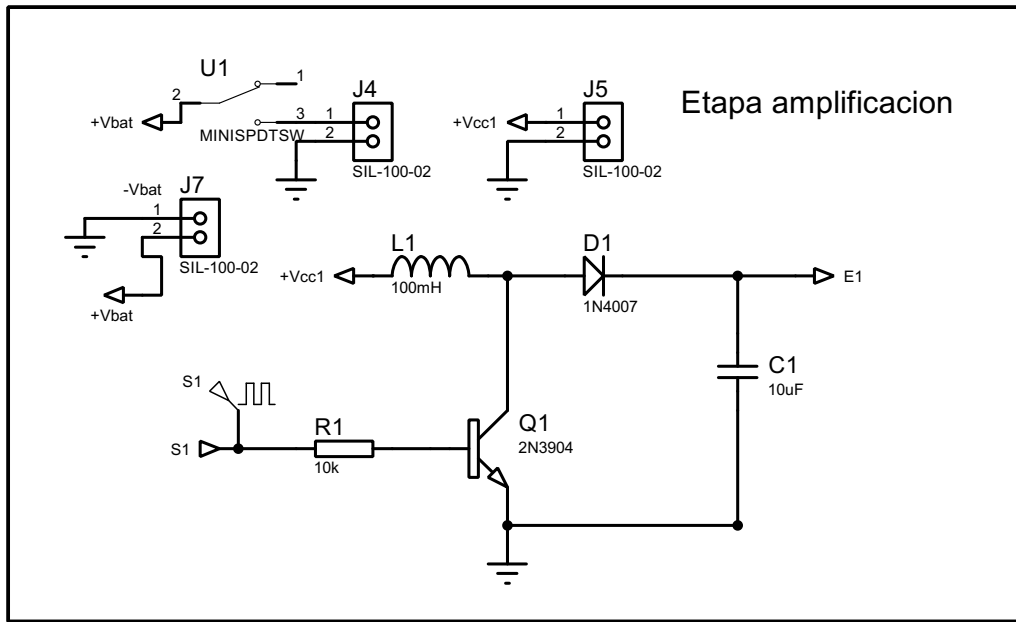 U1
1
2
+Vbat
3
MINISPDTSW
J4
1
2
SIL-100-02
J5
+Vcc1
1
2
SIL-100-02
Etapa amplificacion
-Vbat
J7
1
2
SIL-100-02
+Vbat
L1
+Vcc1
100mH
D1
1N4007
E1
C1
10uF
S1
S1
R1
10k
Q1
2N3904